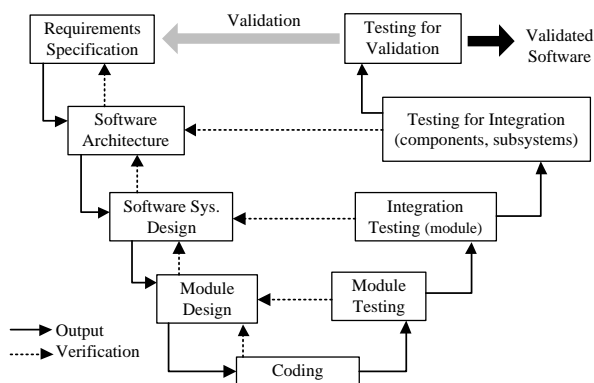 Requirements
Specification
Validation
Testing for
Validation
Validated
Software
Software
Architecture
Testing for Integration
(components, subsystems)
Software Sys.
Design
Integration
Testing (module)
Module
Design
Module
Testing
Coding
Output
Verification